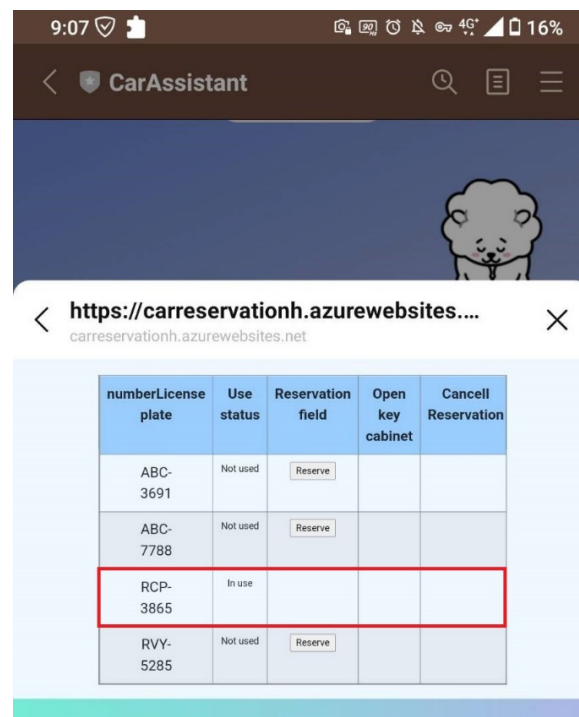 9:07 4G+ 16%
CarAssistant
https://carreservationh.azurewebsites....
carreservationh.azurewebsites.net
numberLicense plate Use status Reservation field Open key cabinet Cancell Reservation
ABC-3691 Not used Reserve
ABC-7788 Not used Reserve
RCP-3865 In use
RVY-5285 Not used Reserve